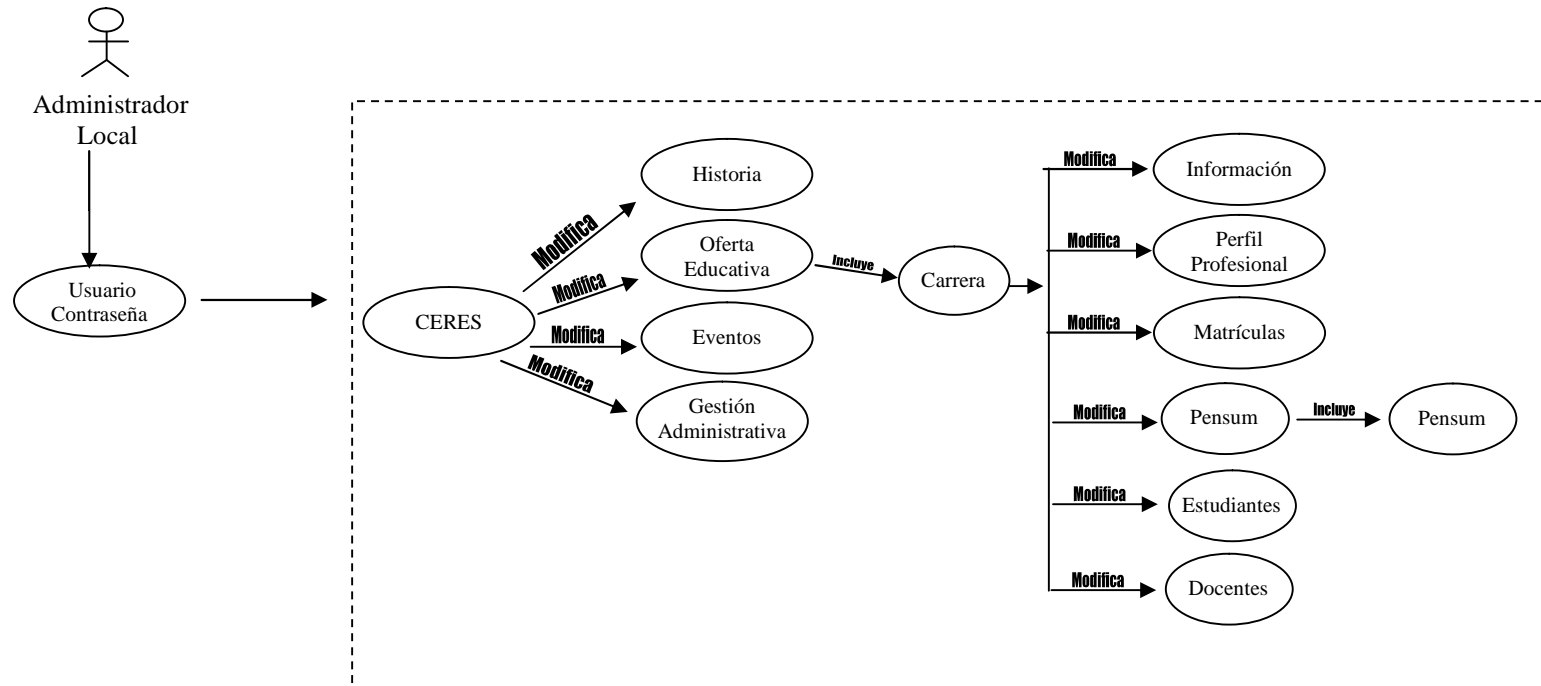 Administrador
Local
Usuario
Contraseña
CERES
Modifica
Historia
Modifica
Oferta
Educativa
Modifica
Eventos
Modifica
Gestión
Administrativa
Incluye
Carrera
Modifica
Información
Modifica
Perfil
Profesional
Modifica
Matrículas
Modifica
Pensum
Incluye
Pensum
Modifica
Estudiantes
Modifica
Docentes